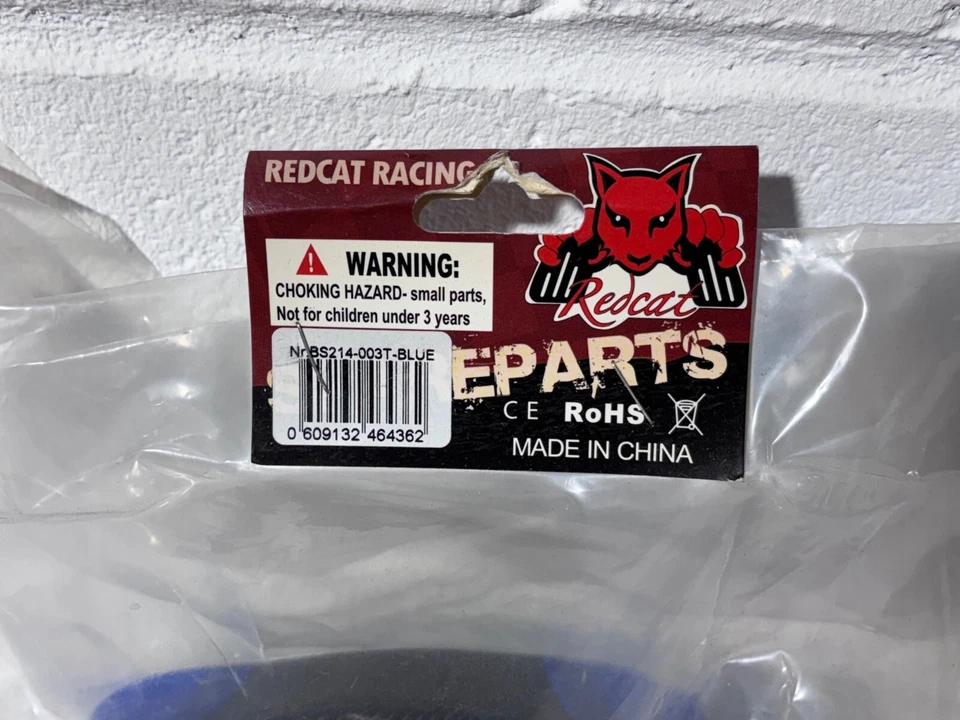 REDCAT RACING
WARNING:
CHOKING HAZARD- small parts,
Not for children under 3 years
Redcat
Nr.BS214-003T-BLUE
EPARTS
0 609132 464362
CE RoHS
MADE IN CHINA